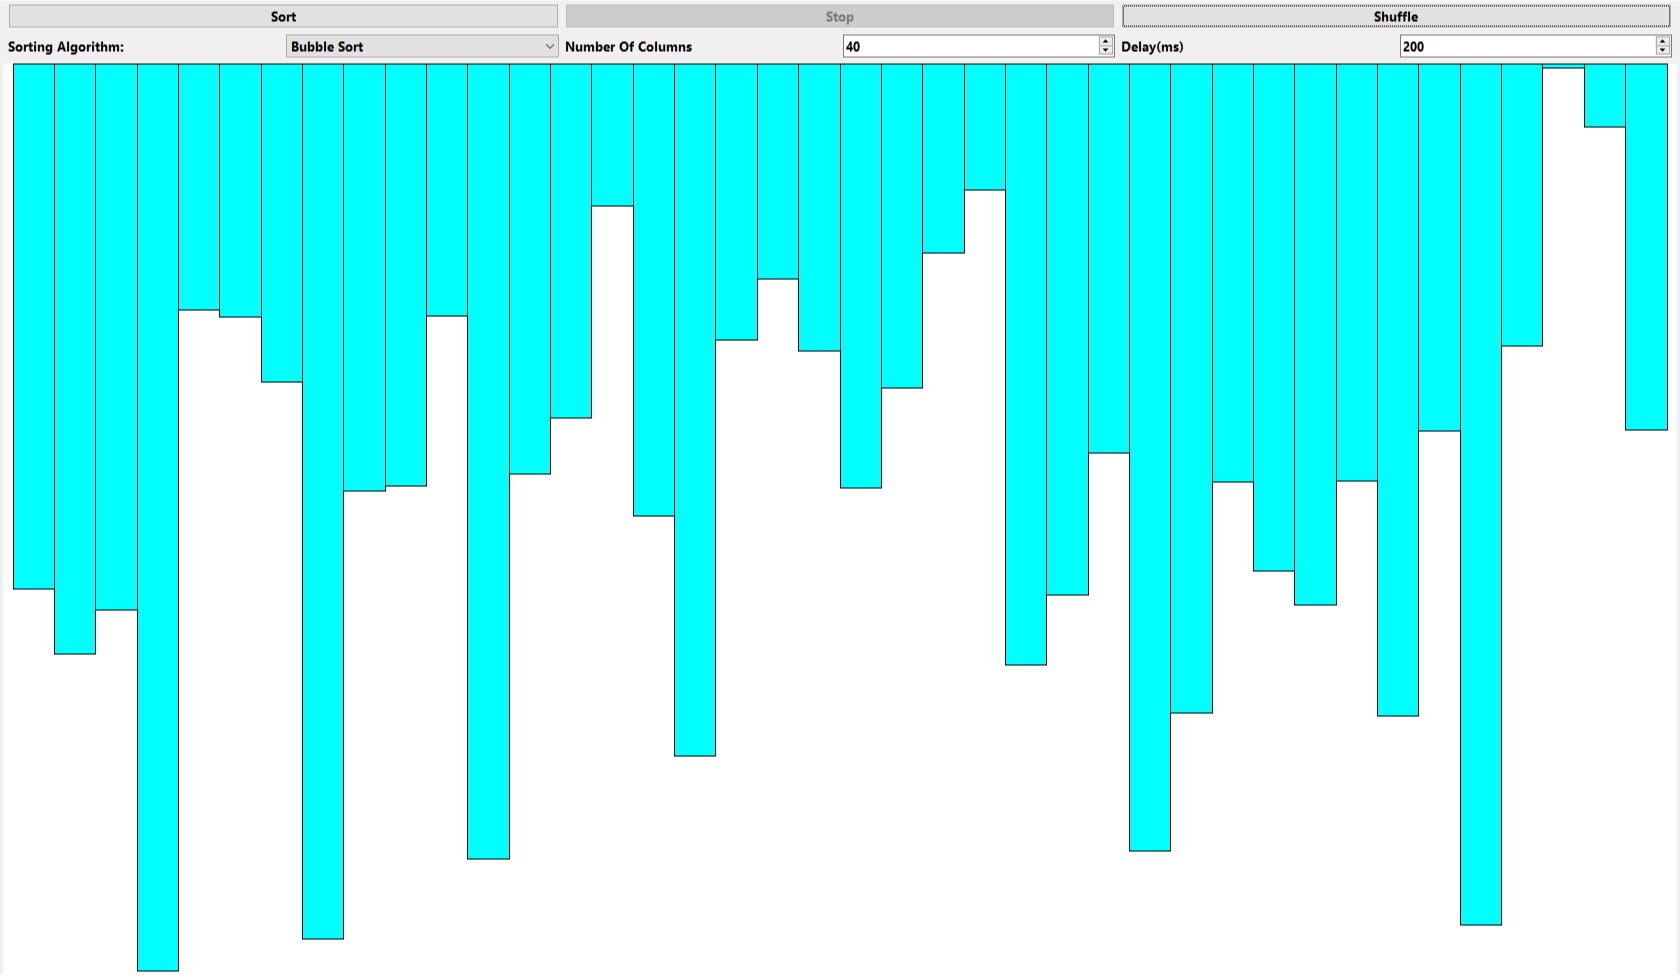 Sort Stop Shuffle
Sorting Algorithm: Bubble Sort Number Of Columns 40 Delay(ms) 200